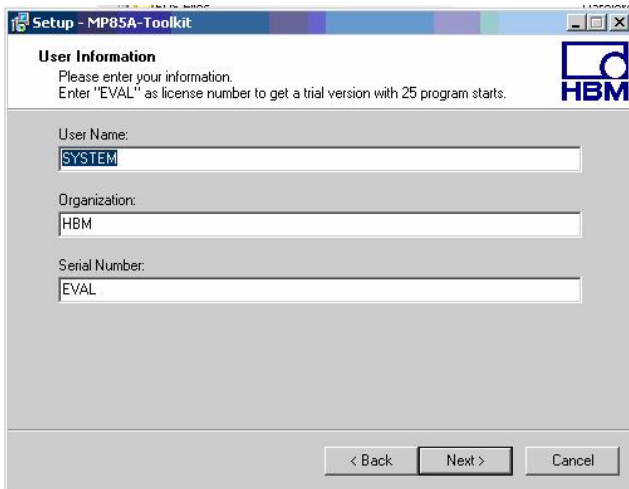 Setup - MP85A-Toolkit
User Information
Please enter your information.
Enter "EVAL" as license number to get a trial version with 25 program starts.
HBM
User Name:
SYSTEM
Organization:
HBM
Serial Number:
EVAL
< Back
Next >
Cancel